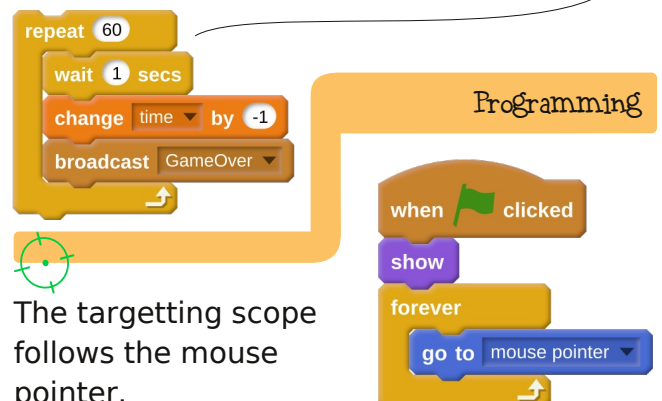 repeat 60
wait 1 secs
change time by -1
broadcast GameOver
Programming
when clicked
show
forever
go to mouse pointer
The targetting scope
follows the mouse
pointer.